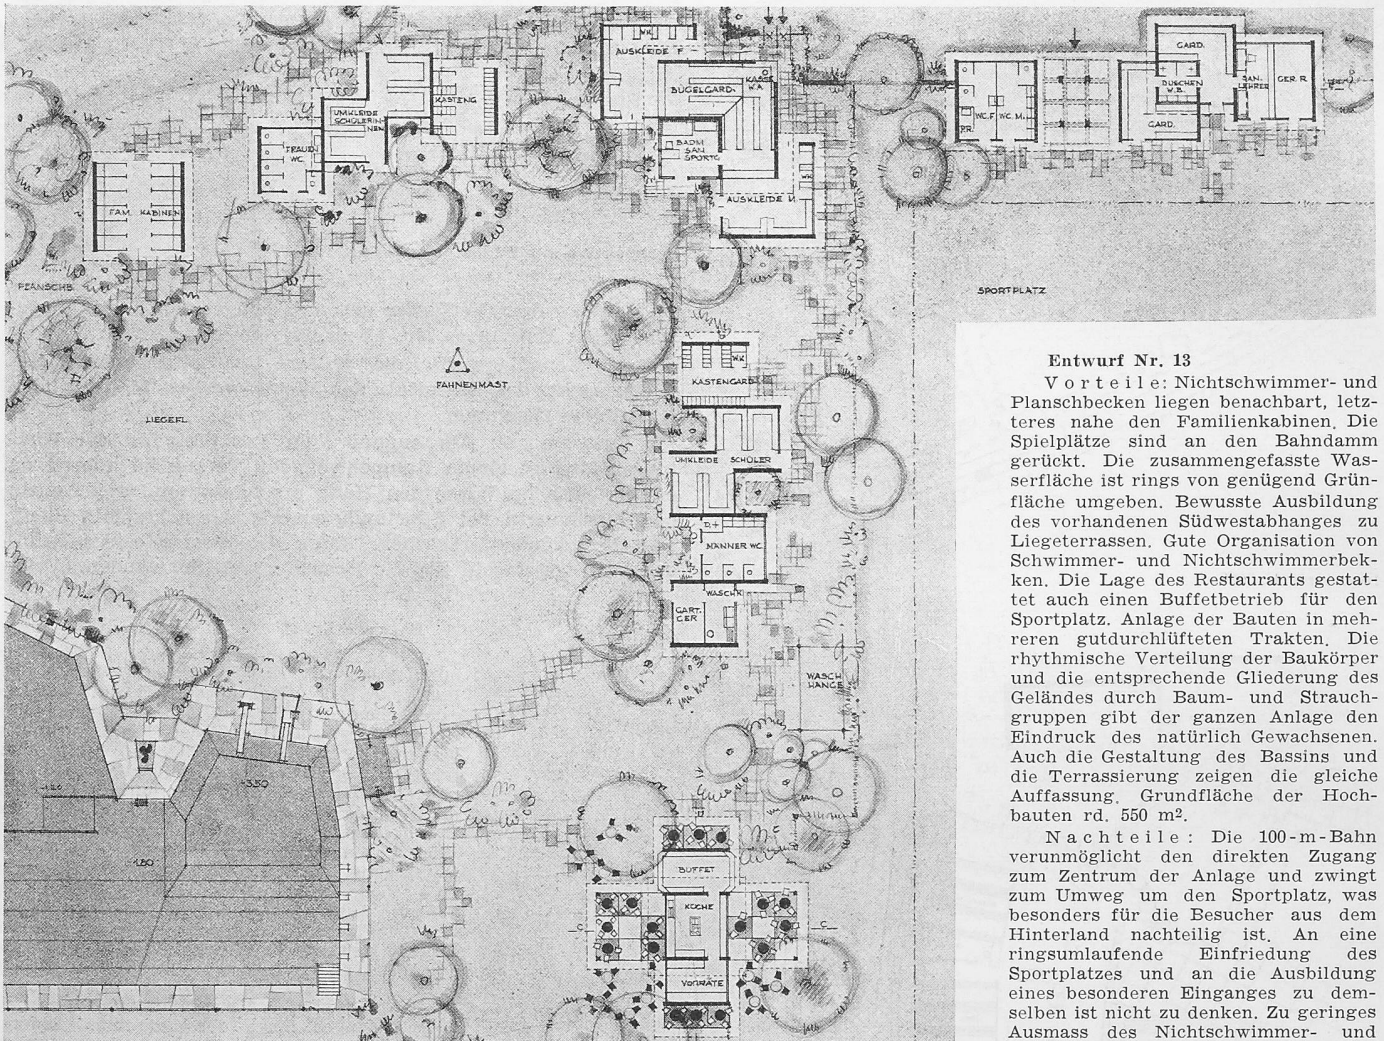 AUSKLEIDE F.
W.K.
KASSE
W.K.
BÜGELGARD.
BADM
SAN
SPORTG
W.K.
AUSKLEIDE M.
KASTENG.
UMKLEIDE
SCHÜLERIN-
NEN
FRAUEN
WC.
FAM. KABINEN
PLANSCHB.
PR.
WC. F.
WC. M.
GARD.
DUSCHEN
W.B.
GARD.
SAN.
LEHRER
GER. R.
SPORTPLATZ
FAHNENMAST
LIEGEFL.
KASTENGARD.
W.K.
UMKLEIDE SCHÜLER
D.+
MÄNNER WC.
WASCHK.
GART.
GER
WASCH
HÄNGE
-3.50
-1.80
BUFFET
KÜCHE
C
C
VORRÄTE
Entwurf Nr. 13
Vorteile: Nichtschwimmer- und
Planschbecken liegen benachbart, letz-
teres nahe den Familienkabinen. Die
Spielplätze sind an den Bahndamm
gerückt. Die zusammengefasste Was-
serfläche ist rings von genügend Grün-
fläche umgeben. Bewusste Ausbildung
des vorhandenen Südwestabhanges zu
Liegeterrassen. Gute Organisation von
Schwimmer- und Nichtschwimmerbek-
ken. Die Lage des Restaurants gestat-
tet auch einen Buffetbetrieb für den
Sportplatz. Anlage der Bauten in meh-
reren gutdurchlüfteten Trakten. Die
rhythmische Verteilung der Baukörper
und die entsprechende Gliederung des
Geländes durch Baum- und Strauch-
gruppen gibt der ganzen Anlage den
Eindruck des natürlich Gewachsenen.
Auch die Gestaltung des Bassins und
die Terrassierung zeigen die gleiche
Auffassung. Grundfläche der Hoch-
bauten rd. 550 m².
Nachteile: Die 100-m-Bahn
verunmöglicht den direkten Zugang
zum Zentrum der Anlage und zwingt
zum Umweg um den Sportplatz, was
besonders für die Besucher aus dem
Hinterland nachteilig ist. An eine
ringsumlaufende Einfriedung des
Sportplatzes und an die Ausbildung
eines besonderen Einganges zu dem-
selben ist nicht zu denken. Zu geringes
Ausmass des Nichtschwimmer- und